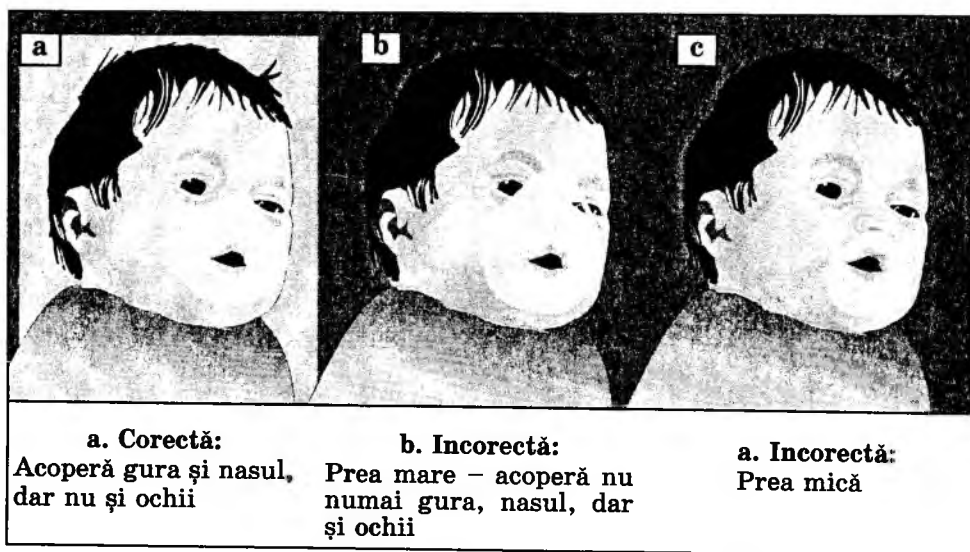 a
b
c
a. Corectă:
Acoperă gura și nasul,
dar nu și ochii
b. Incorectă:
Prea mare – acoperă nu
numai gura, nasul, dar
și ochii
a. Incorectă:
Prea mică